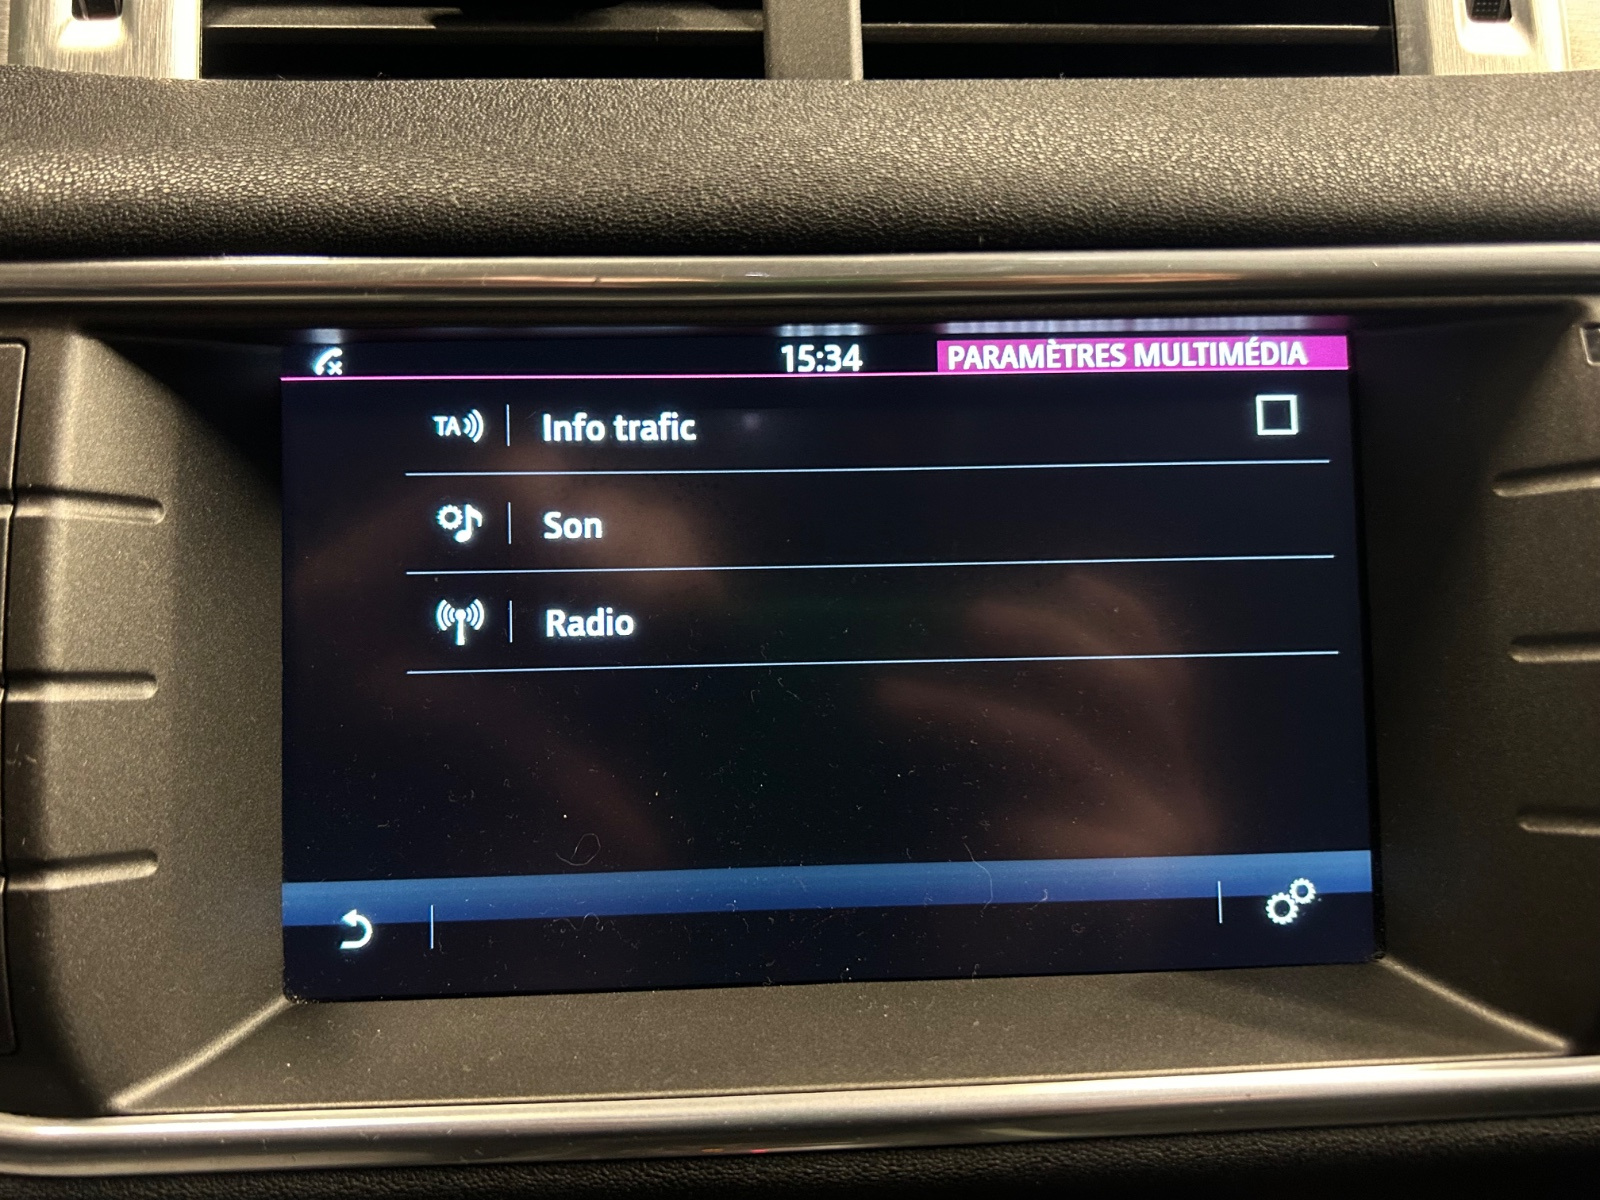 15:34
PARAMÈTRES MULTIMÉDIA
TA
Info trafic
Son
Radio